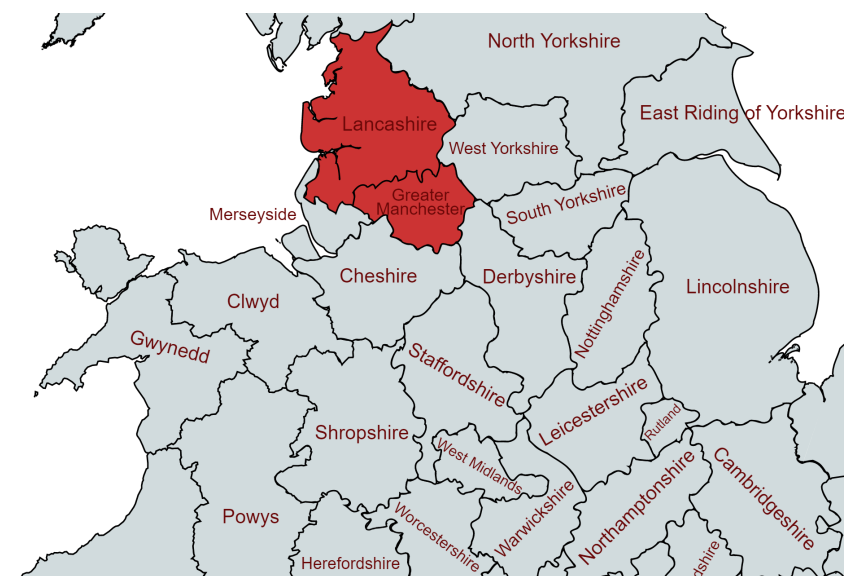 North Yorkshire
East Riding of Yorkshire
Lancashire
West Yorkshire
Greater
Manchester
South Yorkshire
Merseyside
Cheshire
Derbyshire
Nottinghamshire
Lincolnshire
Clwyd
Gwynedd
Staffordshire
Leicestershire
Rutland
Shropshire
West Midlands
Cambridgeshire
Northamptonshire
Powys
Worcestershire
Warwickshire
Herefordshire
dshire